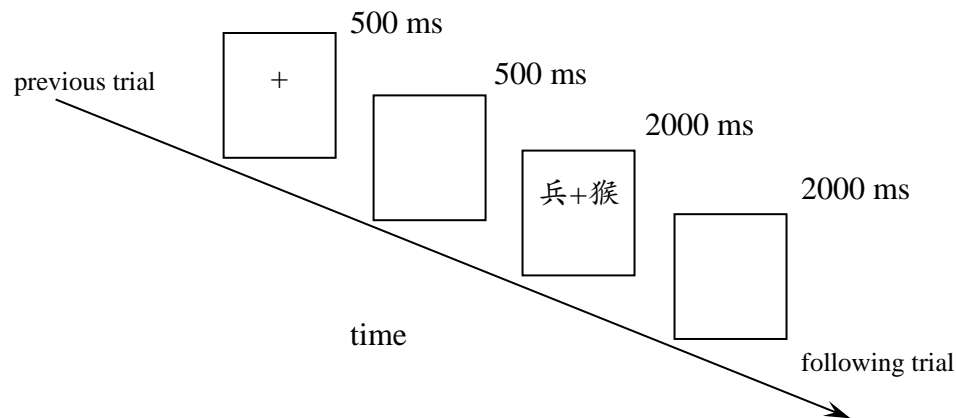 500 ms
previous trial
+
500 ms
2000 ms
兵+猴
2000 ms
time
following trial